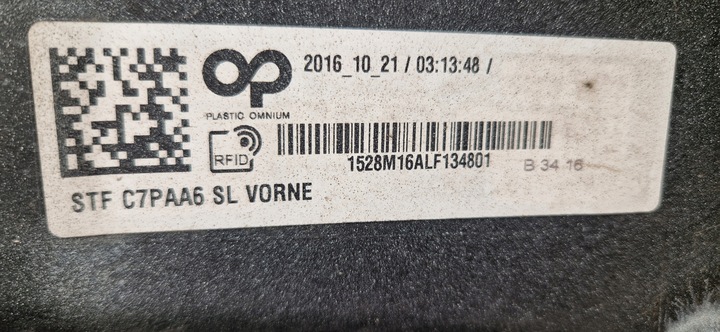 OP 2016_10_21 / 03:13:48 /
PLASTIC OMNIUM
RFID 1528M16ALF134801 B 34 16
STF C7PAA6 SL VORNE